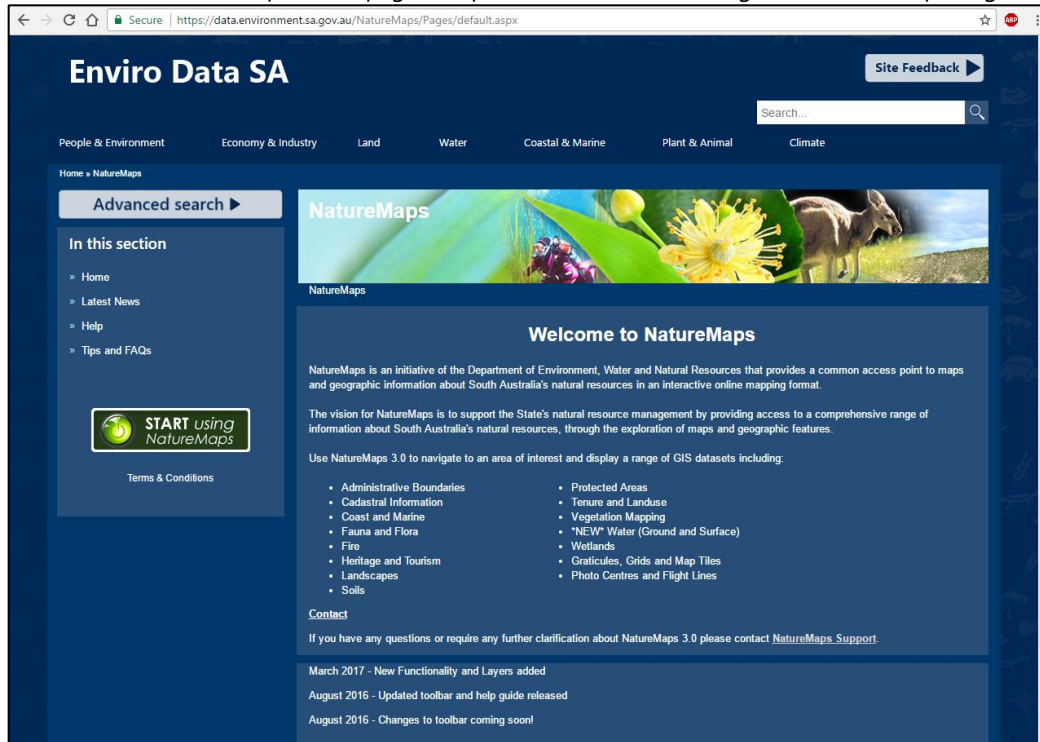 Secure | https://data.environment.sa.gov.au/NatureMaps/Pages/default.aspx
ABP
Enviro Data SA
Site Feedback
Search...
People & Environment Economy & Industry Land Water Coastal & Marine Plant & Animal Climate
Home » NatureMaps
Advanced search
In this section
» Home
» Latest News
» Help
» Tips and FAQs
START using
NatureMaps
Terms & Conditions
NatureMaps
NatureMaps
Welcome to NatureMaps
NatureMaps is an initiative of the Department of Environment, Water and Natural Resources that provides a common access point to maps
and geographic information about South Australia's natural resources in an interactive online mapping format.
The vision for NatureMaps is to support the State's natural resource management by providing access to a comprehensive range of
information about South Australia's natural resources, through the exploration of maps and geographic features.
Use NatureMaps 3.0 to navigate to an area of interest and display a range of GIS datasets including:
• Administrative Boundaries
• Cadastral Information
• Coast and Marine
• Fauna and Flora
• Fire
• Heritage and Tourism
• Landscapes
• Soils
• Protected Areas
• Tenure and Landuse
• Vegetation Mapping
• *NEW* Water (Ground and Surface)
• Wetlands
• Graticules, Grids and Map Tiles
• Photo Centres and Flight Lines
Contact
If you have any questions or require any further clarification about NatureMaps 3.0 please contact NatureMaps Support.
March 2017 - New Functionality and Layers added
August 2016 - Updated toolbar and help guide released
August 2016 - Changes to toolbar coming soon!